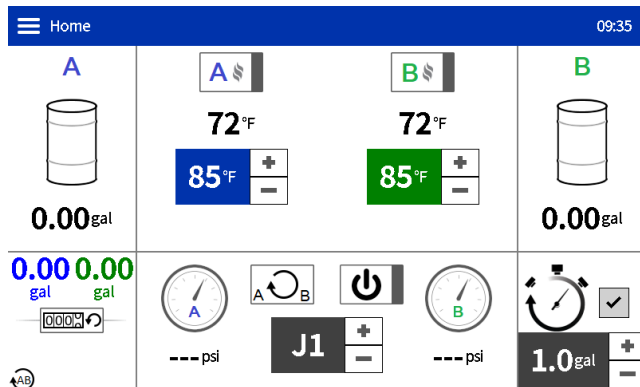 Home 09:35
A A B B
72°F 72°F
85°F + − 85°F + −
0.00gal 0.00gal
0.00 0.00
gal gal
A A B B
000
J1 + −
--- psi --- psi
1.0gal + −
AB